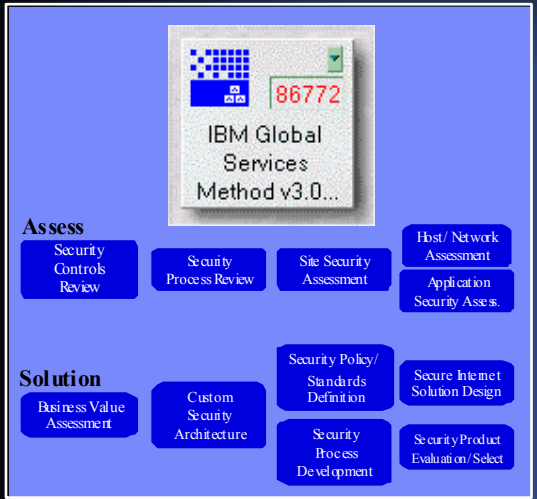 86772
IBM Global
Services
Method v3.0...
Assess
Security
Controls
Review
Security
Process Review
Site Security
Assessment
Host/ Network
Assessment
Application
Security Assess.
Solution
Business Value
Assessment
Custom
Security
Architecture
Security Policy/
Standards
Definition
Security
Process
Development
Secure Internet
Solution Design
Security Product
Evaluation/ Select